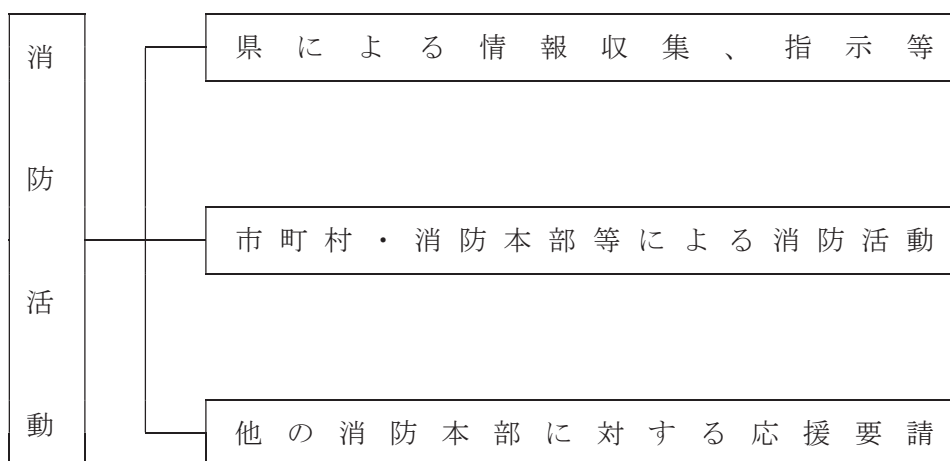 消防活動
県による情報収集、指示等
市町村・消防本部等による消防活動
他の消防本部に対する応援要請